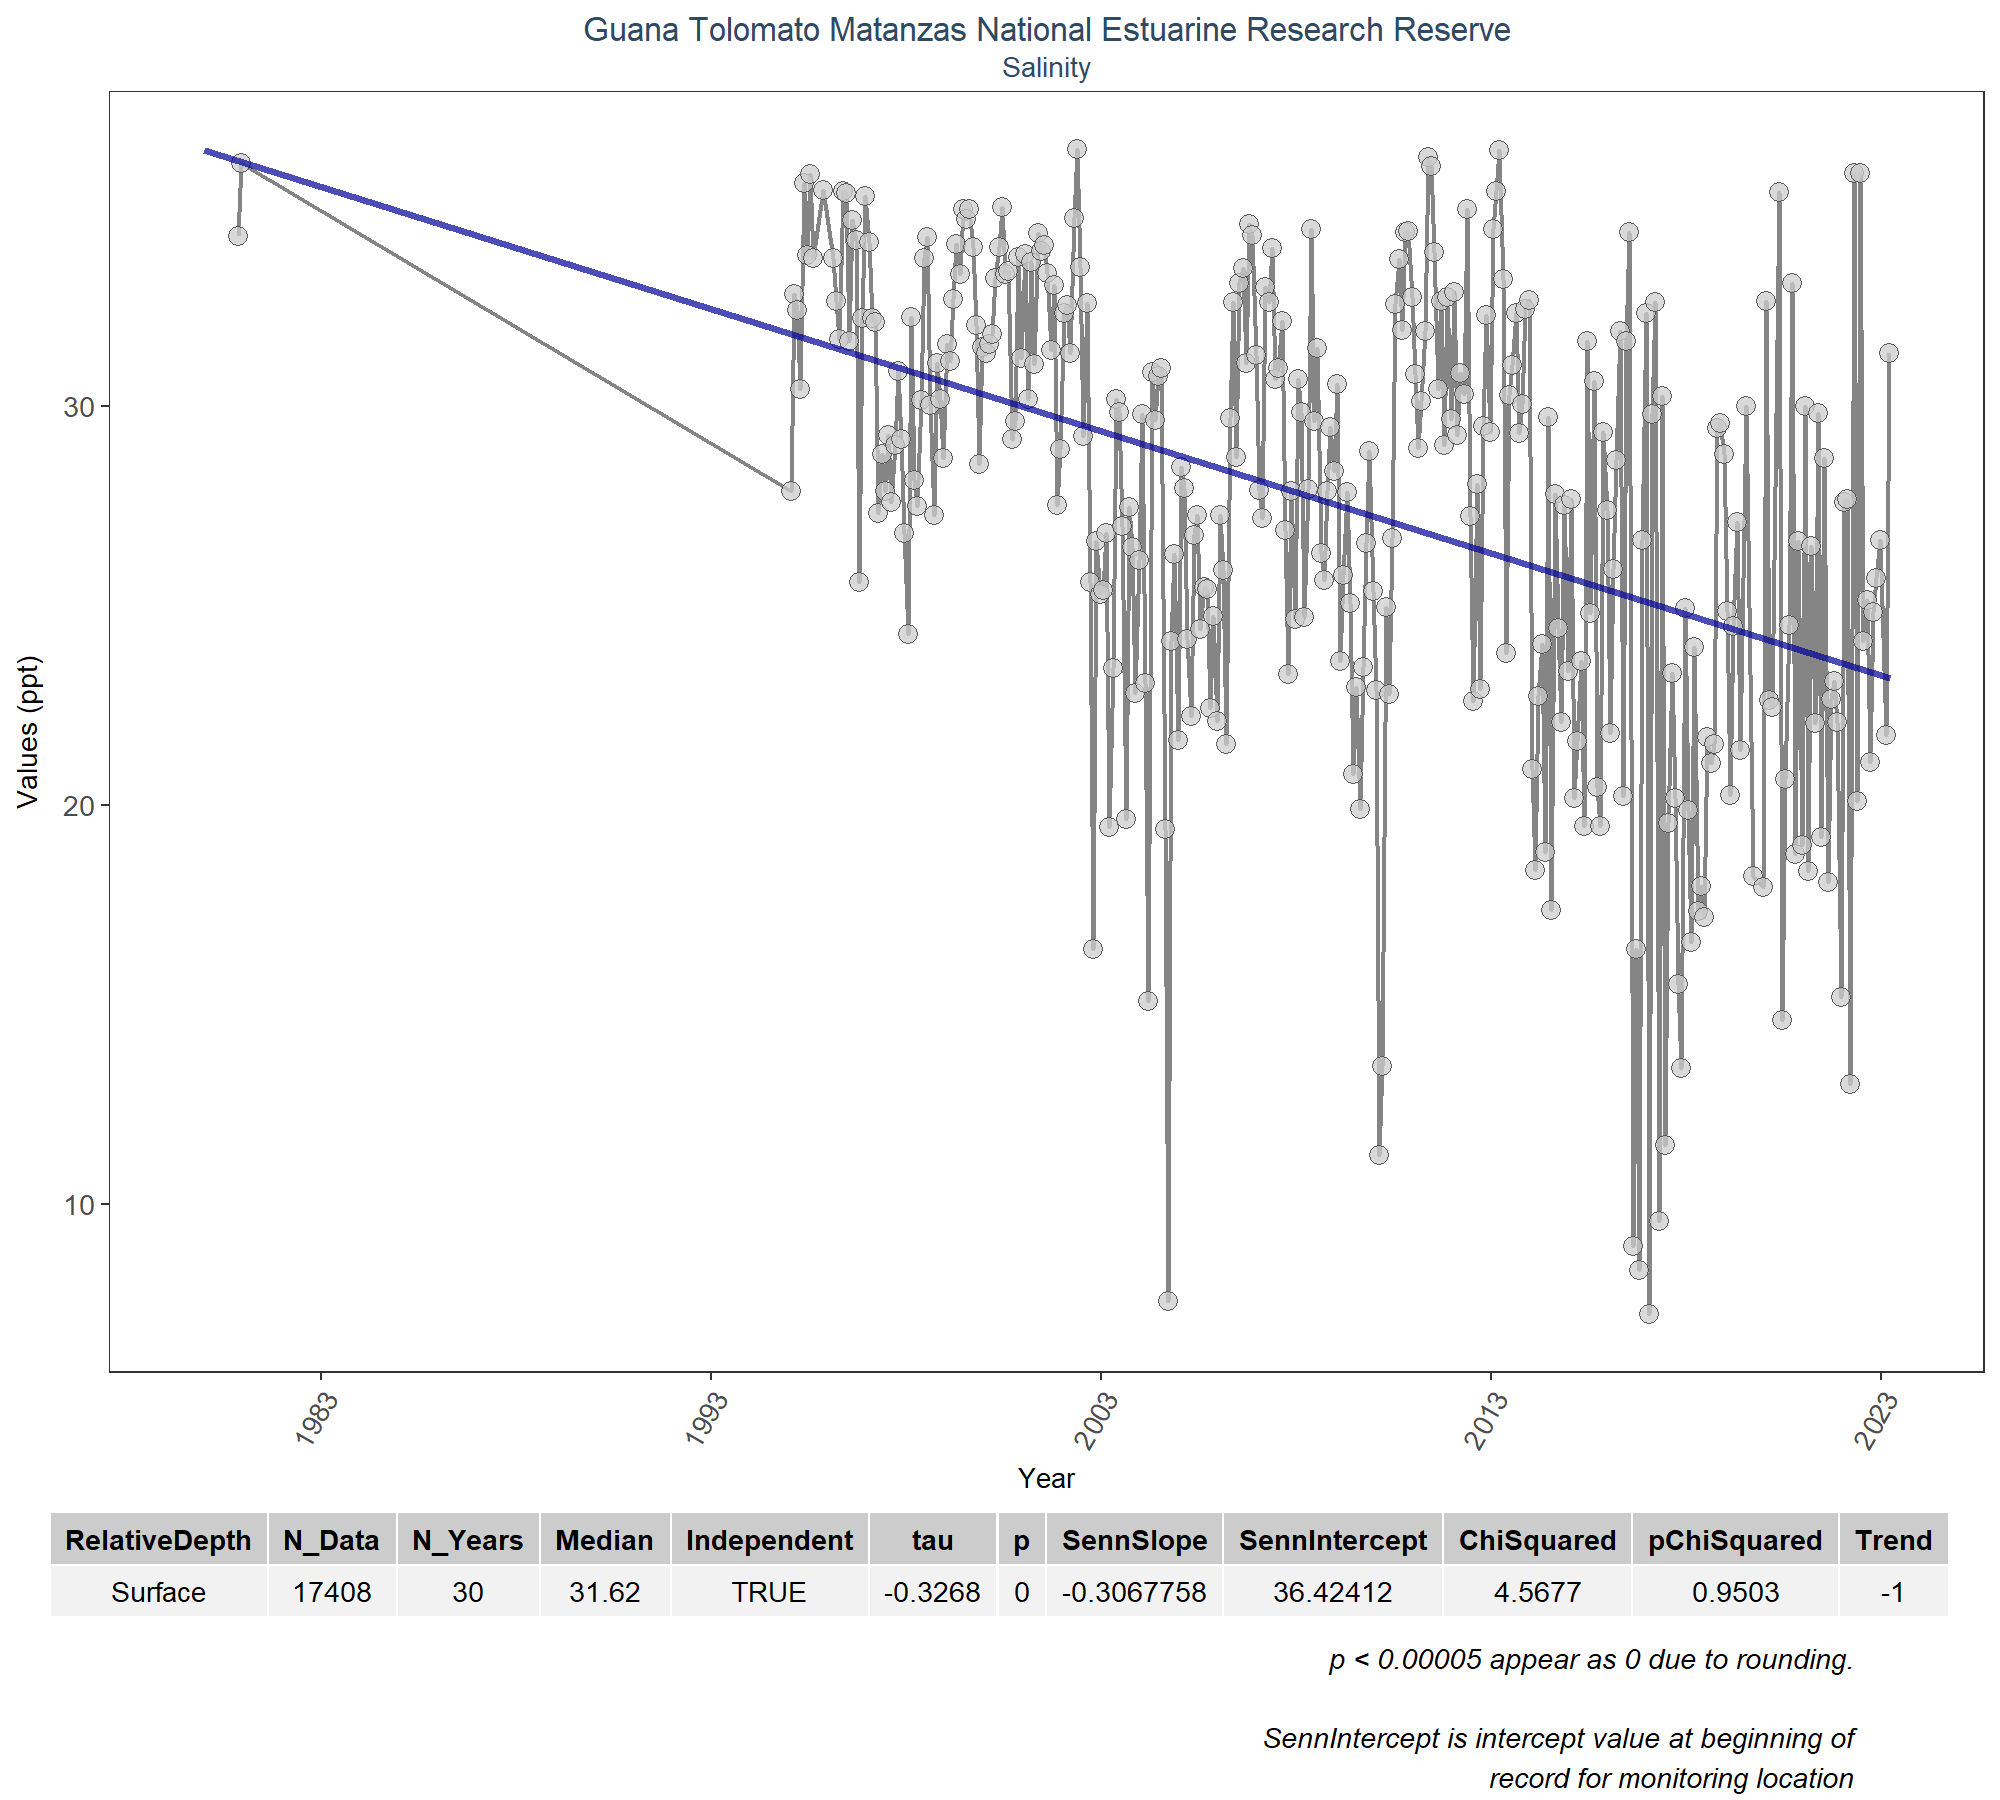 Guana Tolomato Matanzas National Estuarine Research Reserve
Salinity
Values (ppt)
30
20
10
1983 1993 2003 2013 2023
Year
RelativeDepth N_Data N_Years Median Independent tau p SennSlope SennIntercept ChiSquared pChiSquared Trend
Surface 17408 30 31.62 TRUE -0.3268 0 -0.3067758 36.42412 4.5677 0.9503 -1
p < 0.00005 appear as 0 due to rounding.
SennIntercept is intercept value at beginning of
record for monitoring location